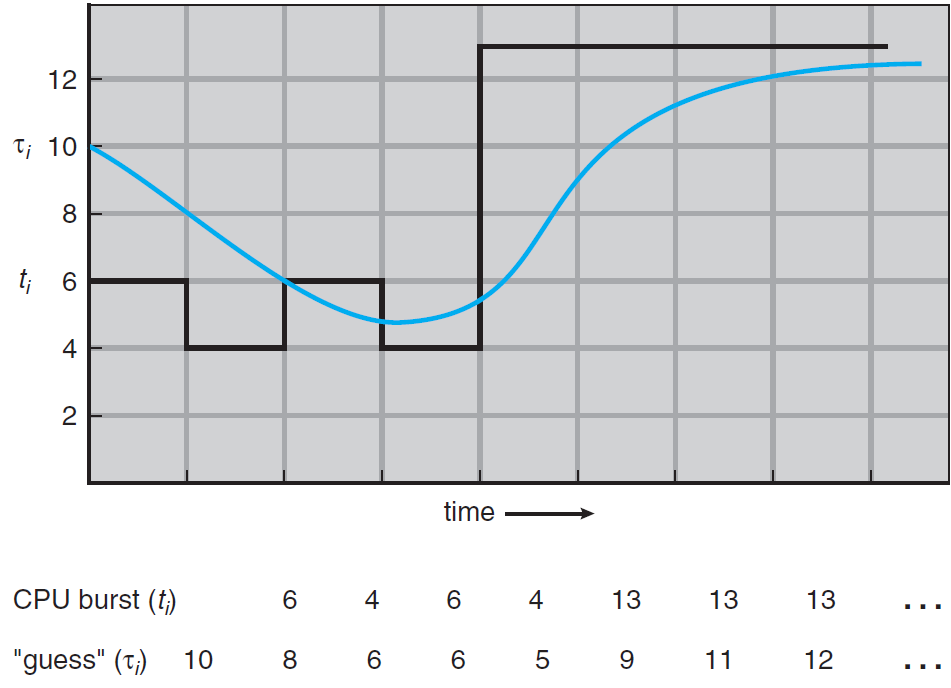 12
τi 10
8
ti 6
4
2
time
CPU burst (ti) 6 4 6 4 13 13 13 ...
"guess" (τi) 10 8 6 6 5 9 11 12 ...